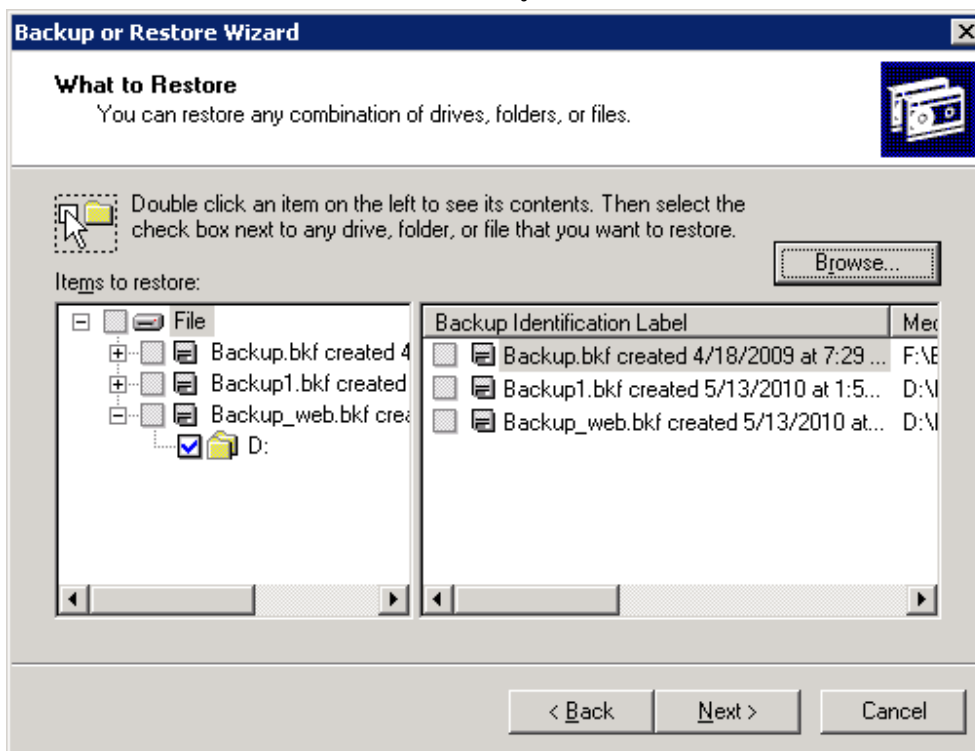 Backup or Restore Wizard
What to Restore
You can restore any combination of drives, folders, or files.
Double click an item on the left to see its contents. Then select the
check box next to any drive, folder, or file that you want to restore.
Browse...
Items to restore:
File
Backup.bkf created 4
Backup1.bkf created
Backup_web.bkf crea
D:
Backup Identification Label
Med
Backup.bkf created 4/18/2009 at 7:29 ...
F:\B
Backup1.bkf created 5/13/2010 at 1:5...
D:\
Backup_web.bkf created 5/13/2010 at...
D:\
< Back
Next >
Cancel